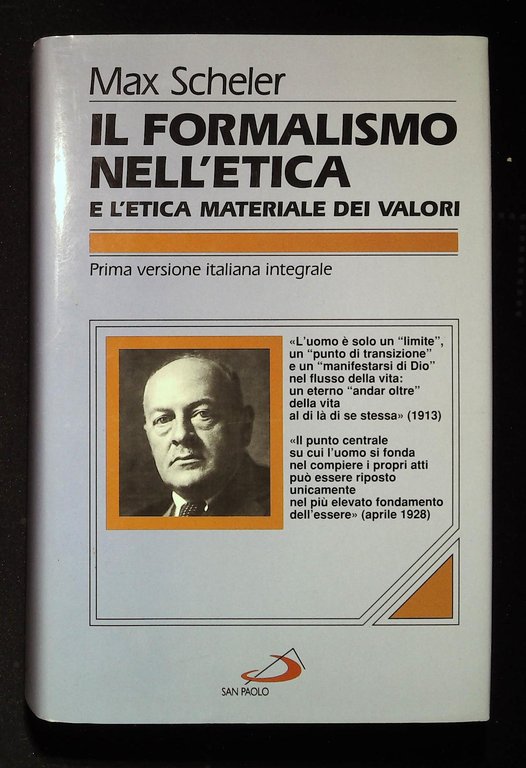 Max Scheler
IL FORMALISMO
NELL'ETICA
E L'ETICA MATERIALE DEI VALORI
Prima versione italiana integrale
«L'uomo è solo un “limite”,
un “punto di transizione”
e un “manifestarsi di Dio”
nel flusso della vita:
un eterno “andar oltre”
della vita
al di là di se stessa» (1913)
«Il punto centrale
su cui l'uomo si fonda
nel compiere i propri atti
può essere riposto
unicamente
nel più elevato fondamento
dell'essere» (aprile 1928)
SAN PAOLO